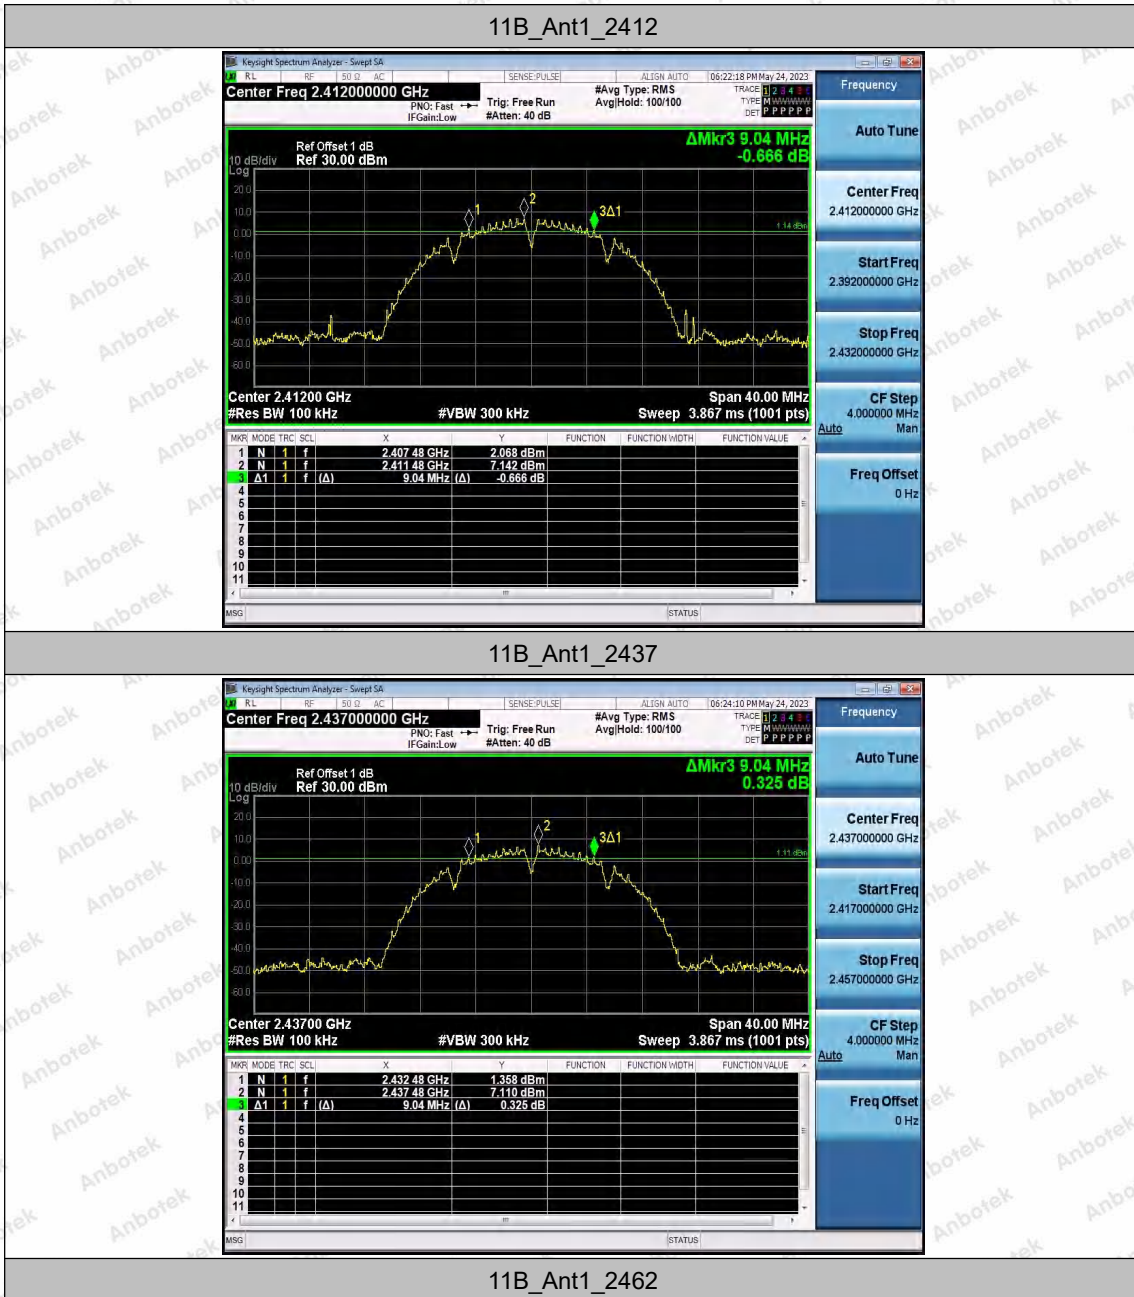 11B_Ant1_2412
Keysight Spectrum Analyzer - Swept SA
RL RF 50 Ω AC SENSE:PULSE ALIGN AUTO 06:22:18 PM May 24, 2023
Center Freq 2.412000000 GHz
PNO: Fast
IFGain:Low
Trig: Free Run
#Atten: 40 dB
#Avg Type: RMS
Avg|Hold: 100/100
TRACE 1 2 3 4 5 6
TYPE M WWWWW
DET P P P P P P
Frequency
ΔMkr3 9.04 MHz
-0.666 dB
Ref Offset 1 dB
10 dB/div Ref 30.00 dBm
Log
20.0
10.0
0.00
-10.0
-20.0
-30.0
-40.0
-50.0
-60.0
1
2
3Δ1
1.14 dBm
Center 2.41200 GHz Span 40.00 MHz
#Res BW 100 kHz #VBW 300 kHz Sweep 3.867 ms (1001 pts)
MKR MODE TRC SCL X Y FUNCTION FUNCTION WIDTH FUNCTION VALUE
1 N 1 f 2.407 48 GHz 2.068 dBm
2 N 1 f 2.411 48 GHz 7.142 dBm
3 Δ1 1 f (Δ) 9.04 MHz (Δ) -0.666 dB
4
5
6
7
8
9
10
11
MSG STATUS
Auto Tune
Center Freq
2.412000000 GHz
Start Freq
2.392000000 GHz
Stop Freq
2.432000000 GHz
CF Step
4.000000 MHz
Auto Man
Freq Offset
0 Hz
11B_Ant1_2437
Keysight Spectrum Analyzer - Swept SA
RL RF 50 Ω AC SENSE:PULSE ALIGN AUTO 06:24:10 PM May 24, 2023
Center Freq 2.437000000 GHz
PNO: Fast
IFGain:Low
Trig: Free Run
#Atten: 40 dB
#Avg Type: RMS
Avg|Hold: 100/100
TRACE 1 2 3 4 5 6
TYPE M WWWWW
DET P P P P P P
Frequency
ΔMkr3 9.04 MHz
0.325 dB
Ref Offset 1 dB
10 dB/div Ref 30.00 dBm
Log
20.0
10.0
0.00
-10.0
-20.0
-30.0
-40.0
-50.0
-60.0
1
2
3Δ1
1.11 dBm
Center 2.43700 GHz Span 40.00 MHz
#Res BW 100 kHz #VBW 300 kHz Sweep 3.867 ms (1001 pts)
MKR MODE TRC SCL X Y FUNCTION FUNCTION WIDTH FUNCTION VALUE
1 N 1 f 2.432 48 GHz 1.358 dBm
2 N 1 f 2.437 48 GHz 7.110 dBm
3 Δ1 1 f (Δ) 9.04 MHz (Δ) 0.325 dB
4
5
6
7
8
9
10
11
MSG STATUS
Auto Tune
Center Freq
2.437000000 GHz
Start Freq
2.417000000 GHz
Stop Freq
2.457000000 GHz
CF Step
4.000000 MHz
Auto Man
Freq Offset
0 Hz
11B_Ant1_2462
Anbotek